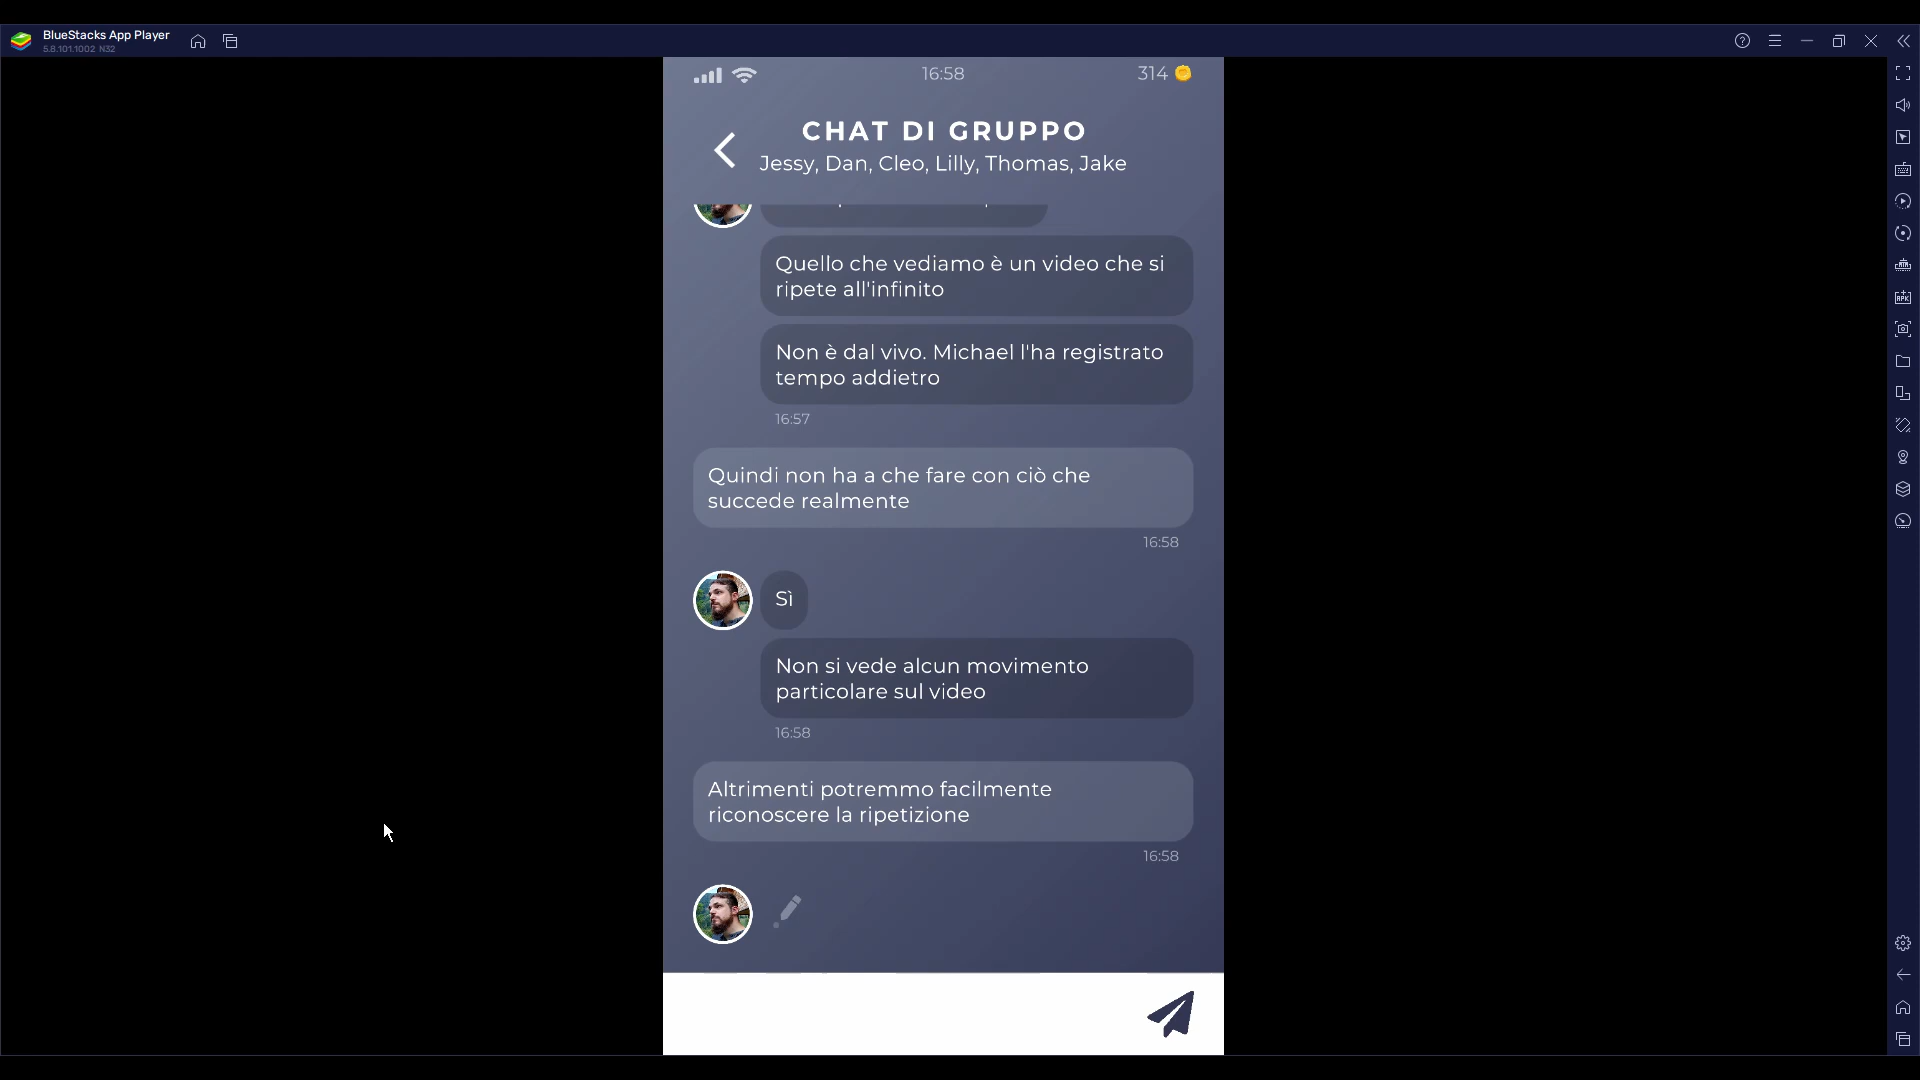 BlueStacks App Player
5.8.101.1002 N32
16:58
314
CHAT DI GRUPPO
Jessy, Dan, Cleo, Lilly, Thomas, Jake
Quello che vediamo è un video che si
ripete all'infinito
Non è dal vivo. Michael l'ha registrato
tempo addietro
16:57
Quindi non ha a che fare con ciò che
succede realmente
16:58
Sì
Non si vede alcun movimento
particolare sul video
16:58
Altrimenti potremmo facilmente
riconoscere la ripetizione
16:58